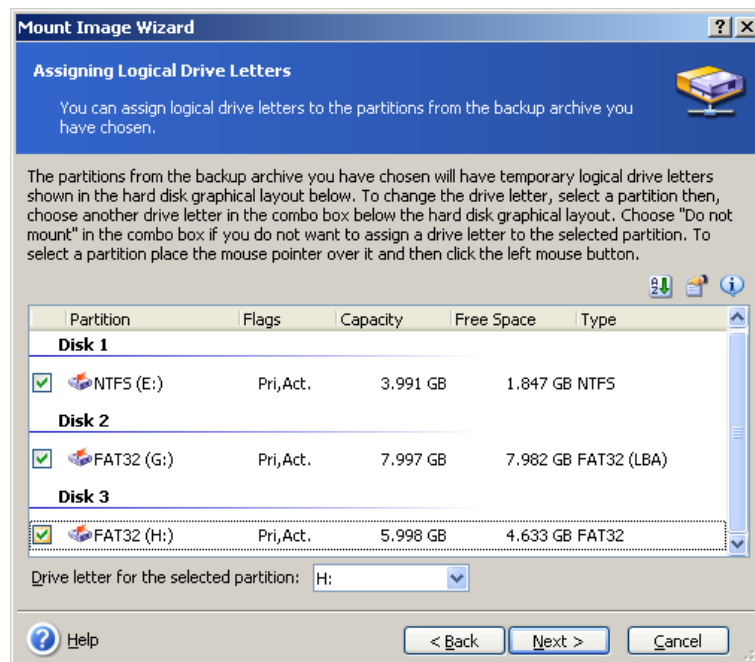 Mount Image Wizard
Assigning Logical Drive Letters
You can assign logical drive letters to the partitions from the backup archive you
have chosen.
The partitions from the backup archive you have chosen will have temporary logical drive letters
shown in the hard disk graphical layout below. To change the drive letter, select a partition then,
choose another drive letter in the combo box below the hard disk graphical layout. Choose "Do not
mount" in the combo box if you do not want to assign a drive letter to the selected partition. To
select a partition place the mouse pointer over it and then click the left mouse button.
Partition Flags Capacity Free Space Type
Disk 1
NTFS (E:) Pri,Act. 3.991 GB 1.847 GB NTFS
Disk 2
FAT32 (G:) Pri,Act. 7.997 GB 7.982 GB FAT32 (LBA)
Disk 3
FAT32 (H:) Pri,Act. 5.998 GB 4.633 GB FAT32
Drive letter for the selected partition: H:
Help < Back Next > Cancel